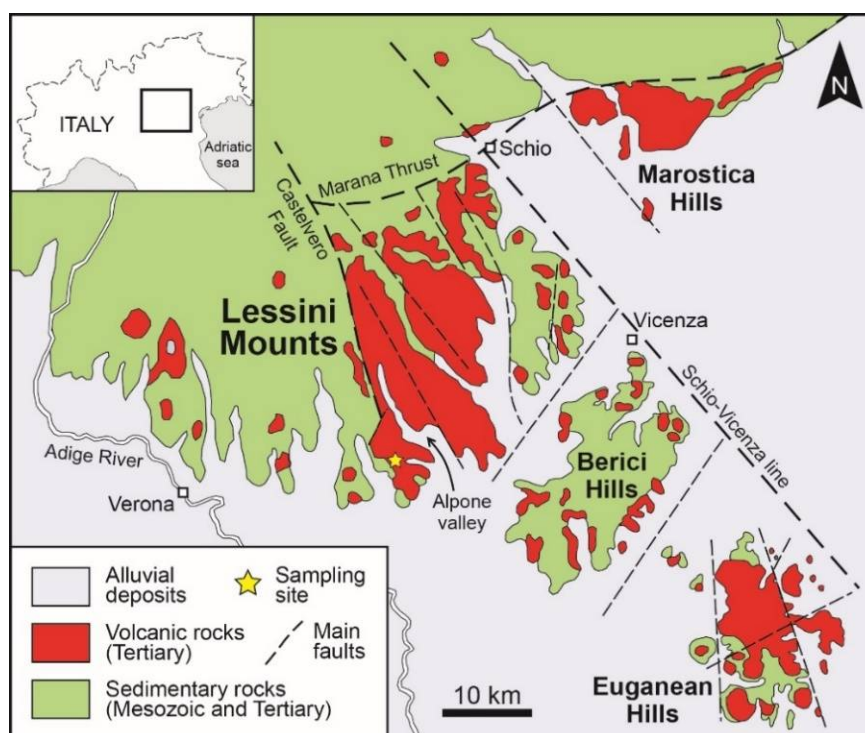 ITALY
Adriatic
sea
N
Schio
Marostica
Hills
Marana Thrust
Castelvero
Fault
Lessini
Mounts
Vicenza
Schio-Vicenza line
Adige River
Verona
Alpone
valley
Berici
Hills
Euganean
Hills
10 km
Alluvial
deposits
Sampling
site
Volcanic rocks
(Tertiary)
Main
faults
Sedimentary rocks
(Mesozoic and Tertiary)